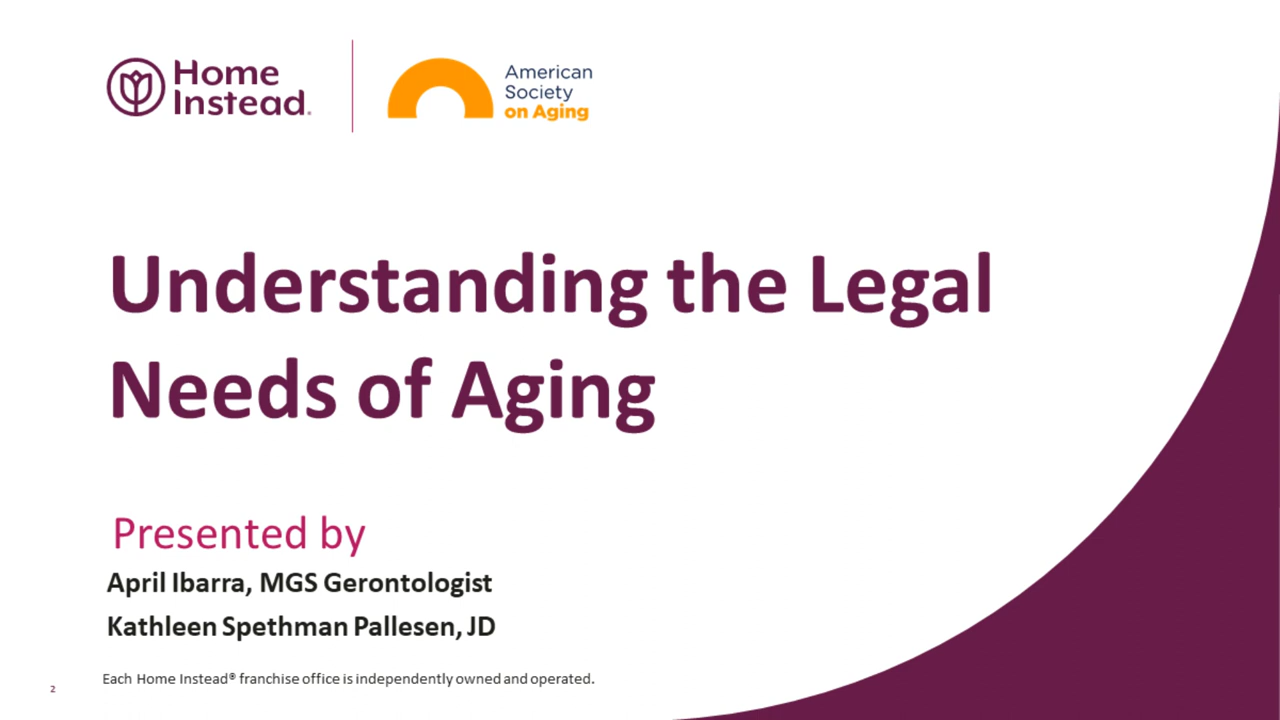 Home
Instead.
American
Society
on Aging
Understanding the Legal
Needs of Aging
Presented by
April Ibarra, MGS Gerontologist
Kathleen Spethman Pallesen, JD
Each Home Instead® franchise office is independently owned and operated.
2